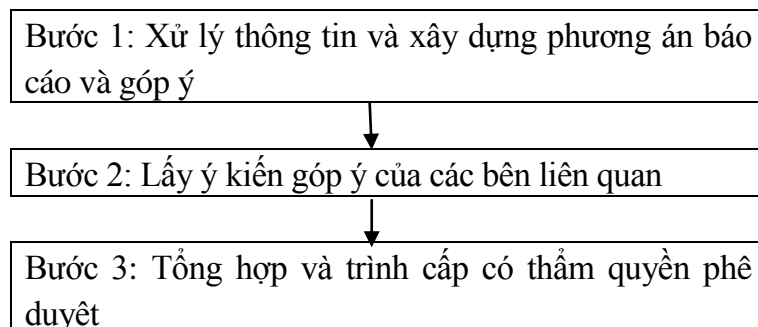 Bước 1: Xử lý thông tin và xây dựng phương án báo
cáo và góp ý
Bước 2: Lấy ý kiến góp ý của các bên liên quan
Bước 3: Tổng hợp và trình cấp có thẩm quyền phê
duyệt